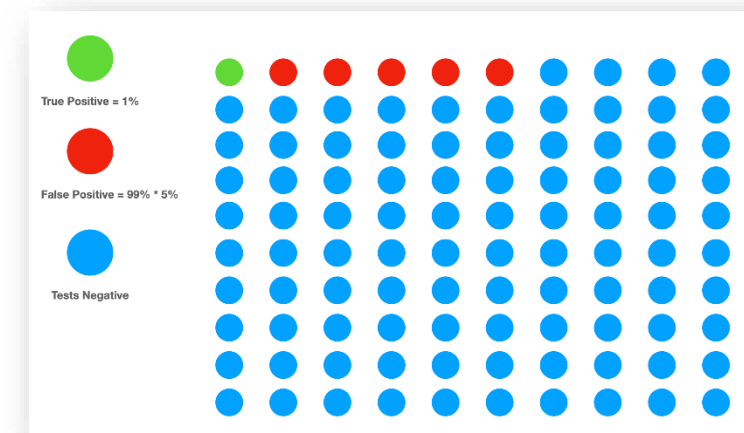 True Positive = 1%
False Positive = 99% * 5%
Tests Negative